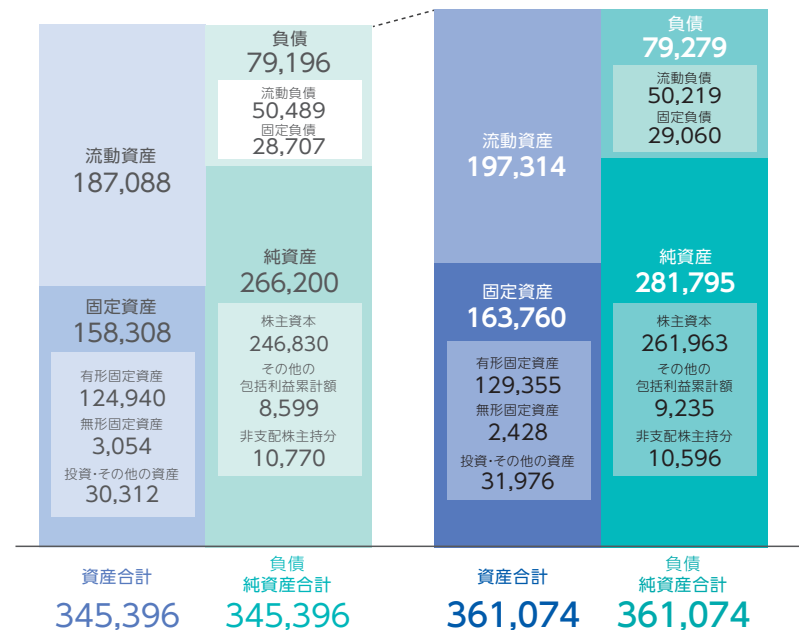 流動資産
187,088
固定資産
158,308
有形固定資産
124,940
無形固定資産
3,054
投資・その他の資産
30,312
負債
79,196
流動負債
50,489
固定負債
28,707
純資産
266,200
株主資本
246,830
その他の
包括利益累計額
8,599
非支配株主持分
10,770
資産合計
345,396
負債
純資産合計
345,396
流動資産
197,314
固定資産
163,760
有形固定資産
129,355
無形固定資産
2,428
投資・その他の資産
31,976
負債
79,279
流動負債
50,219
固定負債
29,060
純資産
281,795
株主資本
261,963
その他の
包括利益累計額
9,235
非支配株主持分
10,596
資産合計
361,074
負債
純資産合計
361,074